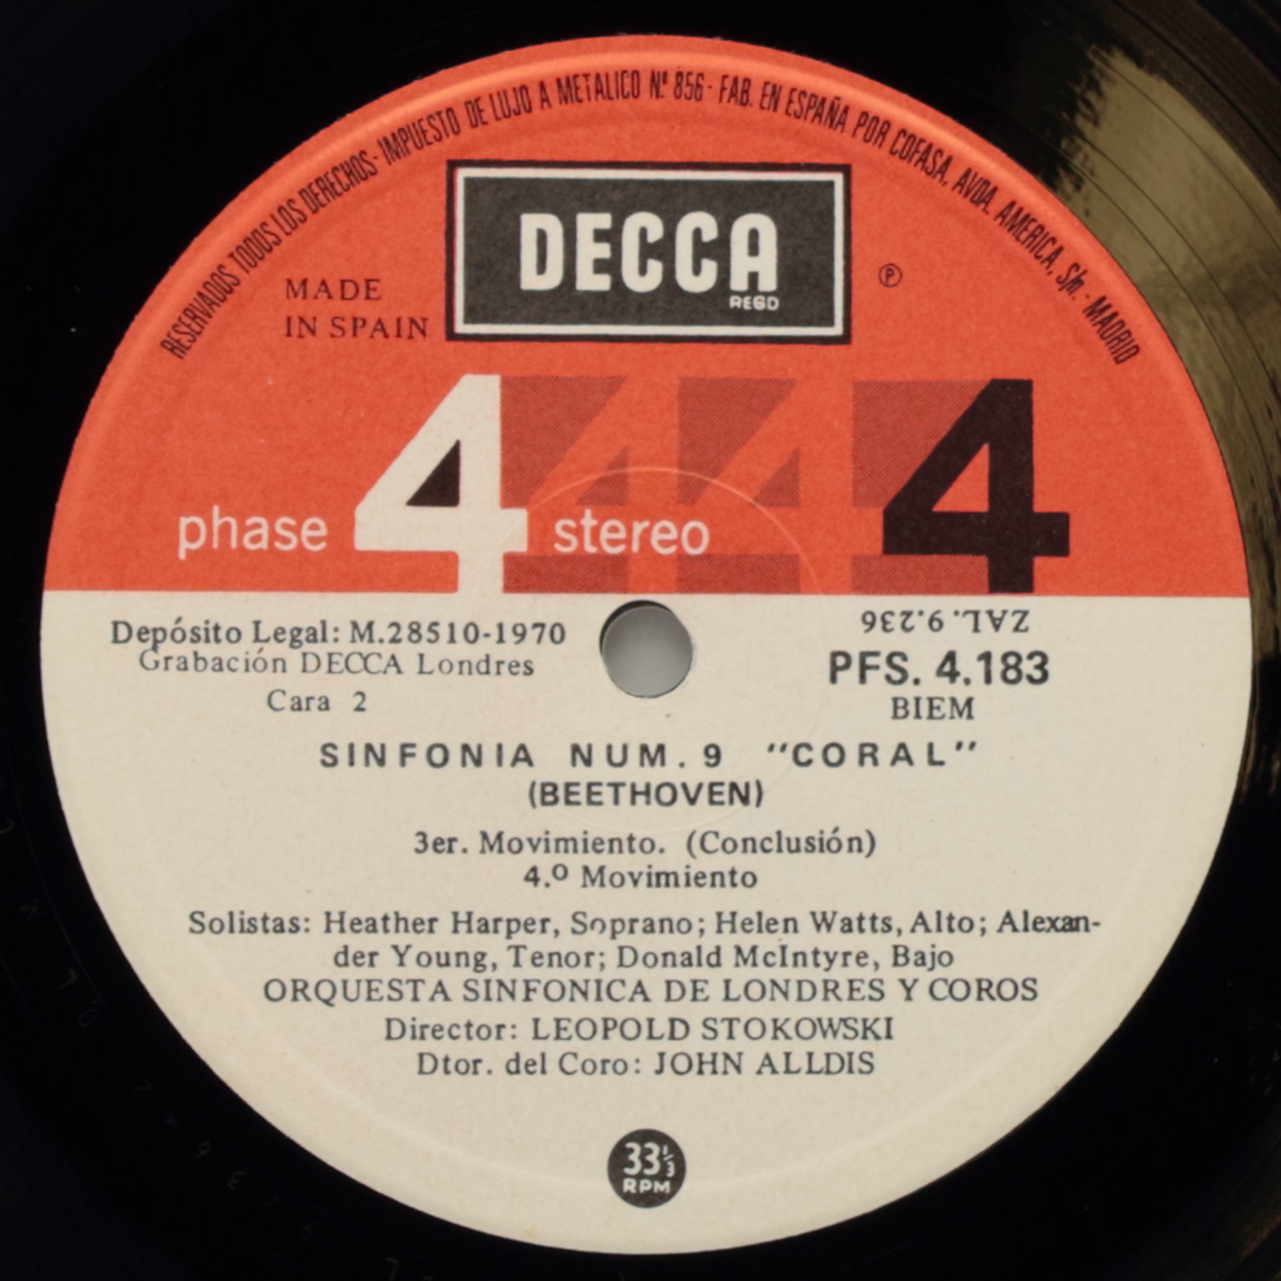 RESERVADOS TODOS LOS DERECHOS- IMPUESTO DE LUJO A METALICO Nº 856 - FAB. EN ESPAÑA POR COFASA, AVDA. AMERICA, S/n. - MADRID
DECCA
REGD
MADE
IN SPAIN
℗
phase 4 stereo 4 4 4
Depósito Legal: M.28510-1970
Grabación DECCA Londres
Cara 2
ZAL. 9.236
PFS. 4.183
BIEM
SINFONIA NUM. 9 "CORAL"
(BEETHOVEN)
3er. Movimiento. (Conclusión)
4.º Movimiento
Solistas: Heather Harper, Soprano; Helen Watts, Alto; Alexan-
der Young, Tenor; Donald McIntyre, Bajo
ORQUESTA SINFONICA DE LONDRES Y COROS
Director: LEOPOLD STOKOWSKI
Dtor. del Coro: JOHN ALLDIS
33 1/3
RPM